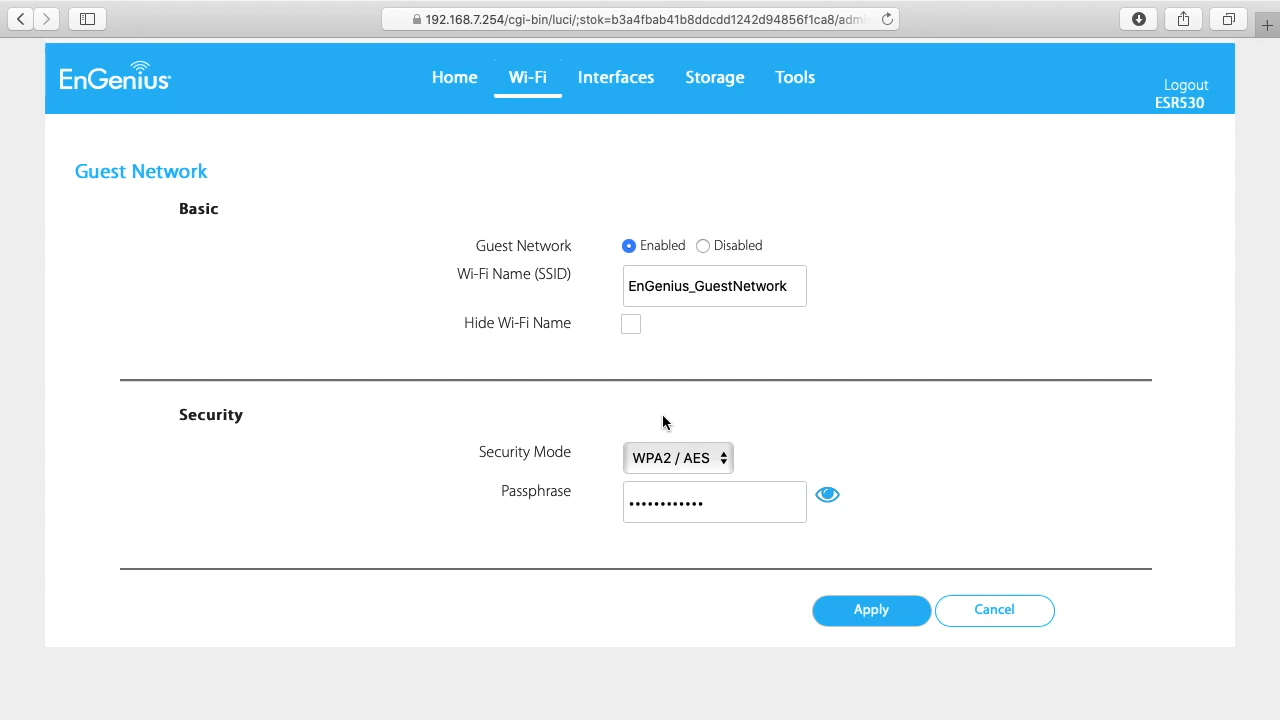 192.168.7.254/cgi-bin/luci/;stok=b3a4fbab41b8ddcdd1242d94856f1ca8/adm
EnGenius
Home Wi-Fi Interfaces Storage Tools
Logout
ESR530
Guest Network
Basic
Guest Network Enabled Disabled
Wi-Fi Name (SSID) EnGenius_GuestNetwork
Hide Wi-Fi Name
Security
Security Mode WPA2 / AES
Passphrase ••••••••••••
Apply Cancel